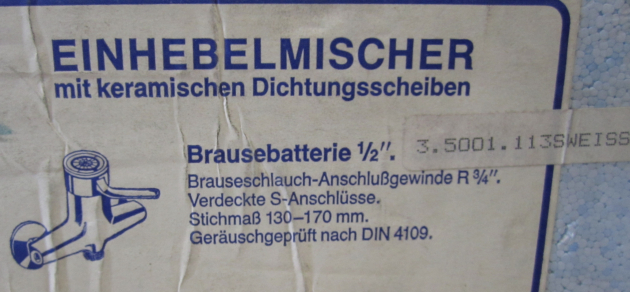 EINHEBELMISCHER
mit keramischen Dichtungsscheiben
Brausebatterie ½". 3.5001.113SWEISS
Brauseschlauch-Anschlußgewinde R ¾".
Verdeckte S-Anschlüsse.
Stichmaß 130–170 mm.
Geräuschgeprüft nach DIN 4109.